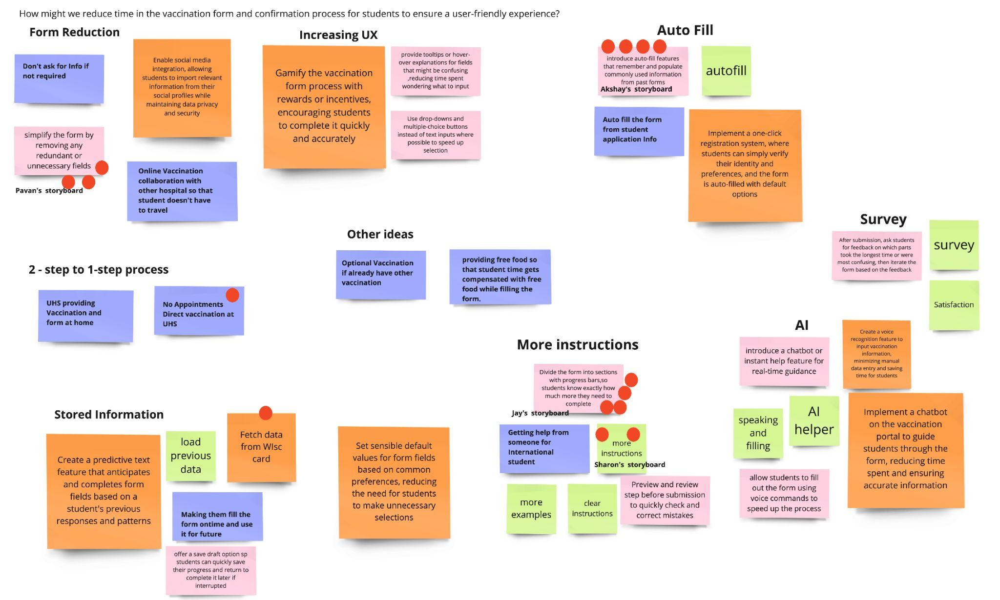 How might we reduce time in the vaccination form and confirmation process for students to ensure a user-friendly experience?
Form Reduction
Don't ask for Info if
not required
Enable social media
integration, allowing
students to import relevant
information from their
social profiles while
maintaining data privacy
and security
simplify the form by
removing any
redundant or
unnecessary fields
Pavan's storyboard
Online Vaccination
collaboration with
other hospital so that
student doesn't have
to travel
Increasing UX
Gamify the vaccination
form process with
rewards or incentives,
encouraging students
to complete it quickly
and accurately
provide tooltips or hover-
over explanations for fields
that might be confusing
,reducing time spent
wondering what to input
Use drop-downs and
multiple-choice buttons
instead of text inputs where
possible to speed up
selection
Auto Fill
introduce auto-fill features
that remember and populate
commonly used information
from past forms
Akshay's storyboard
autofill
Auto fill the form
from student
application Info
Implement a one-click
registration system, where
students can simply verify
their identity and
preferences, and the form
is auto-filled with default
options
Survey
After submission, ask students
for feedback on which parts
took the longest time or were
most confusing, then iterate the
form based on the feedback
survey
Satisfaction
Other ideas
Optional Vaccination
if already have other
vaccination
providing free food so
that student time gets
compensated with free
food while filling the
form.
2 - step to 1-step process
UHS providing
Vaccination and
form at home
No Appointments
Direct vaccination at
UHS
AI
introduce a chatbot or
instant help feature for
real-time guidance
Create a voice
recognition feature to
input vaccination
information,
minimizing manual
data entry and saving
time for students
speaking
and
filling
AI
helper
Implement a chatbot
on the vaccination
portal to guide
students through the
form, reducing time
spent and ensuring
accurate information
allow students to fill
out the form using
voice commands to
speed up the process
More instructions
Divide the form into sections
with progress bars,so
students know exactly how
much more they need to
complete
Jay's storyboard
Getting help from
someone for
International
student
more
instructions
Sharon's storyboard
more
examples
clear
instructions
Preview and review
step before submission
to quickly check and
correct mistakes
Stored Information
Create a predictive text
feature that anticipates
and completes form
fields based on a
student's previous
responses and patterns
load
previous
data
Fetch data
from WIsc
card
Making them fill the
form ontime and use
it for future
offer a save draft option sp
students can quickly save
their progress and return to
complete it later if
interrupted
Set sensible default
values for form fields
based on common
preferences, reducing
the need for students
to make unnecessary
selections